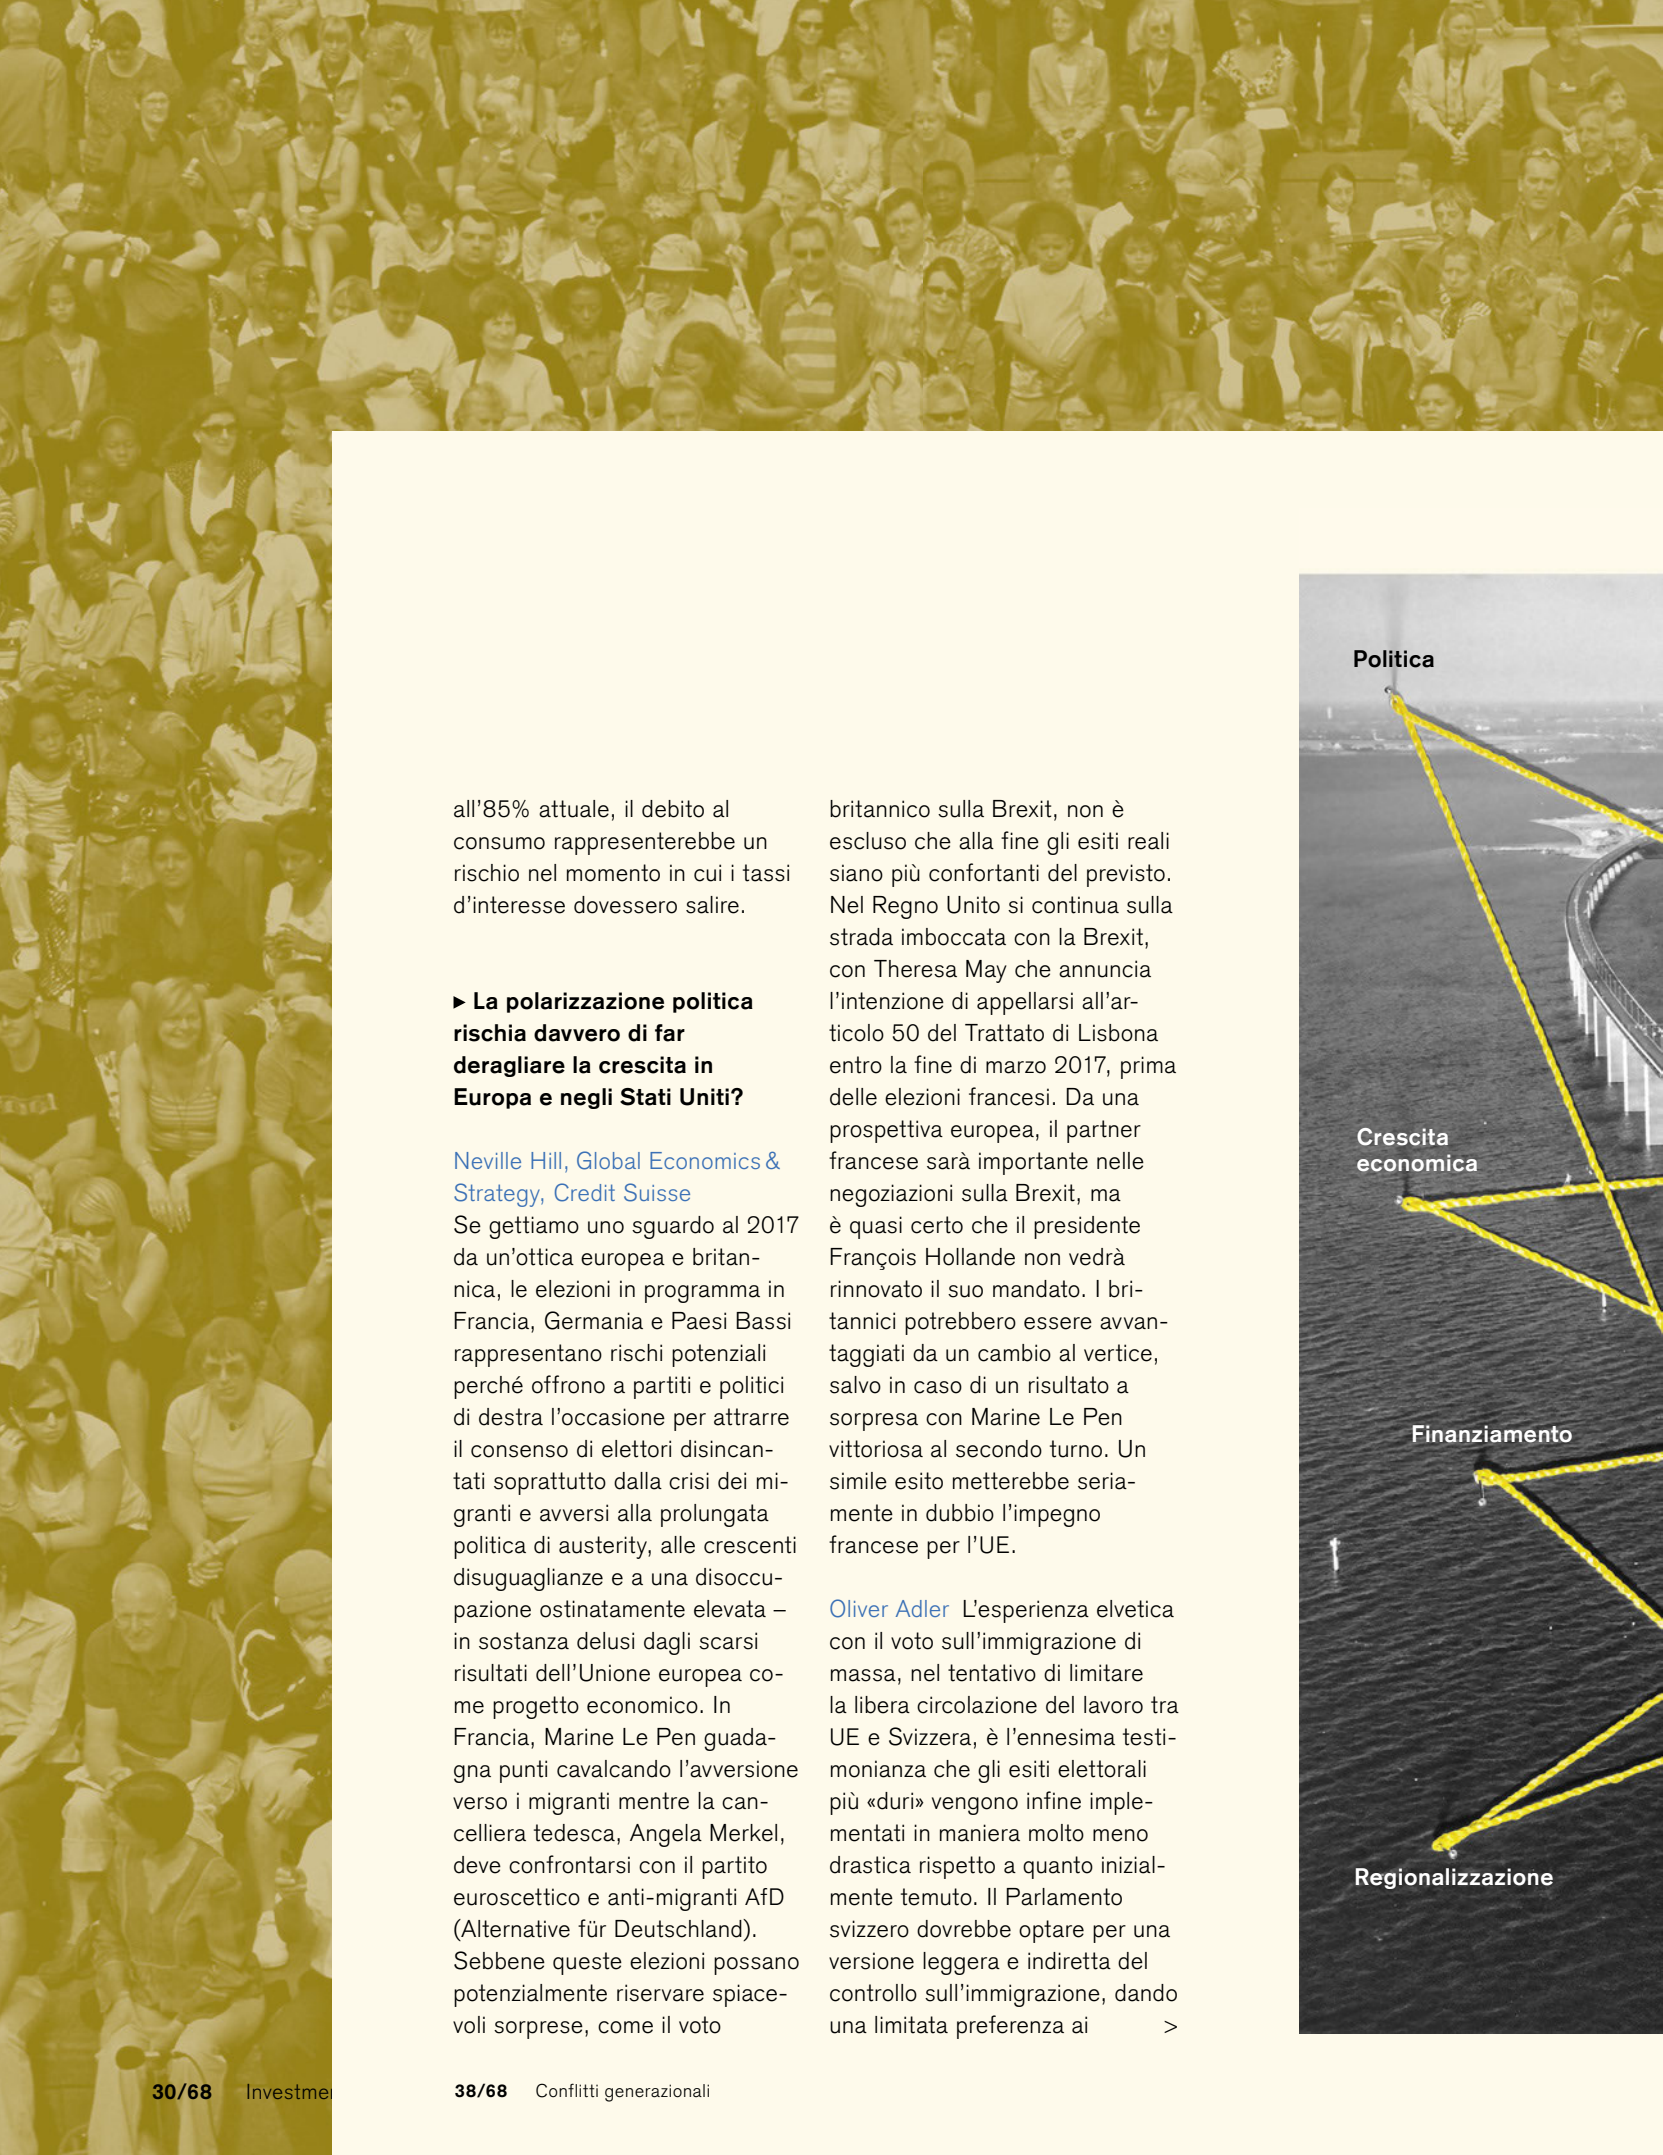 all’85% attuale, il debito al
consumo rappresenterebbe un
rischio nel momento in cui i tassi
d’interesse dovessero salire.
▸ La polarizzazione politica
rischia davvero di far
deragliare la crescita in
Europa e negli Stati Uniti?
Neville Hill, Global Economics &
Strategy, Credit Suisse
Se gettiamo uno sguardo al 2017
da un’ottica europea e britan-
nica, le elezioni in programma in
Francia, Germania e Paesi Bassi
rappresentano rischi potenziali
perché offrono a partiti e politici
di destra l’occasione per attrarre
il consenso di elettori disincan-
tati soprattutto dalla crisi dei mi-
granti e avversi alla prolungata
politica di austerity, alle crescenti
disuguaglianze e a una disoccu-
pazione ostinatamente elevata –
in sostanza delusi dagli scarsi
risultati dell’Unione europea co-
me progetto economico. In
Francia, Marine Le Pen guada-
gna punti cavalcando l’avversione
verso i migranti mentre la can-
celliera tedesca, Angela Merkel,
deve confrontarsi con il partito
euroscettico e anti-migranti AfD
(Alternative für Deutschland).
Sebbene queste elezioni possano
potenzialmente riservare spiace-
voli sorprese, come il voto
britannico sulla Brexit, non è
escluso che alla fine gli esiti reali
siano più confortanti del previsto.
Nel Regno Unito si continua sulla
strada imboccata con la Brexit,
con Theresa May che annuncia
l’intenzione di appellarsi all’ar-
ticolo 50 del Trattato di Lisbona
entro la fine di marzo 2017, prima
delle elezioni francesi. Da una
prospettiva europea, il partner
francese sarà importante nelle
negoziazioni sulla Brexit, ma
è quasi certo che il presidente
François Hollande non vedrà
rinnovato il suo mandato. I bri-
tannici potrebbero essere avvan-
taggiati da un cambio al vertice,
salvo in caso di un risultato a
sorpresa con Marine Le Pen
vittoriosa al secondo turno. Un
simile esito metterebbe seria-
mente in dubbio l’impegno
francese per l’UE.
Oliver Adler L’esperienza elvetica
con il voto sull’immigrazione di
massa, nel tentativo di limitare
la libera circolazione del lavoro tra
UE e Svizzera, è l’ennesima testi-
monianza che gli esiti elettorali
più «duri» vengono infine imple-
mentati in maniera molto meno
drastica rispetto a quanto inizial-
mente temuto. Il Parlamento
svizzero dovrebbe optare per una
versione leggera e indiretta del
controllo sull’immigrazione, dando
una limitata preferenza ai >
Politica
Crescita
economica
Finanziamento
Regionalizzazione
30/68
38/68 Conflitti generazionali